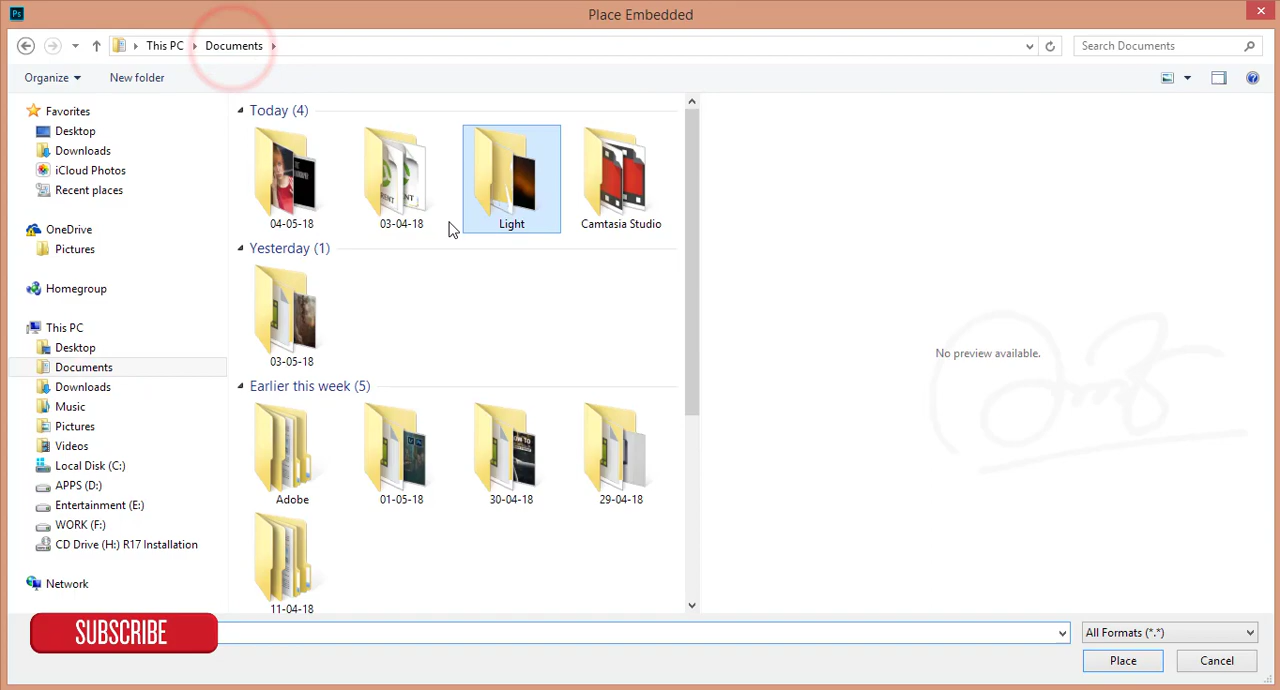 Ps
Place Embedded
This PC
Documents
Search Documents
Organize
New folder
Favorites
Desktop
Downloads
iCloud Photos
Recent places
OneDrive
Pictures
Homegroup
This PC
Desktop
Documents
Downloads
Music
Pictures
Videos
Local Disk (C:)
APPS (D:)
Entertainment (E:)
WORK (F:)
CD Drive (H:) R17 Installation
Network
Today (4)
04-05-18
03-04-18
Light
Camtasia Studio
Yesterday (1)
03-05-18
Earlier this week (5)
Adobe
01-05-18
30-04-18
29-04-18
11-04-18
No preview available.
SUBSCRIBE
All Formats (*.*)
Place
Cancel